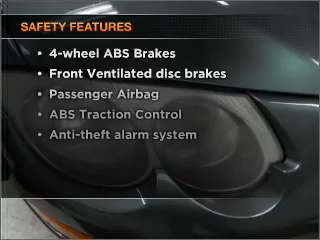 SAFETY FEATURES
• 4-wheel ABS Brakes
• Front Ventilated disc brakes
• Passenger Airbag
• ABS Traction Control
• Anti-theft alarm system